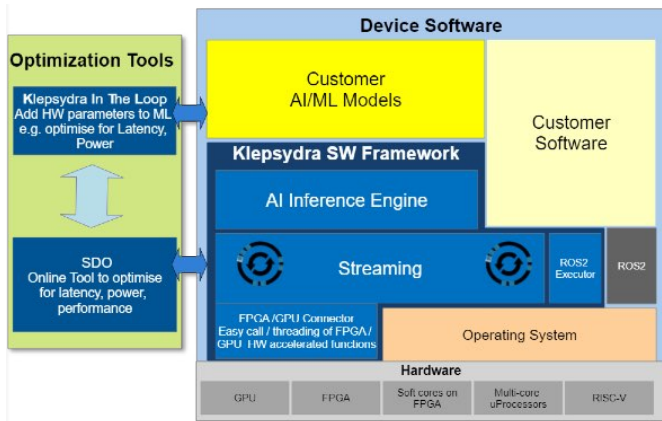 Device Software
Optimization Tools
Klepsydra In The Loop
Add HW parameters to ML
e.g. optimise for Latency,
Power
SDO
Online Tool to optimise
for latency, power,
performance
Customer
AI/ML Models
Customer
Software
Klepsydra SW Framework
AI Inference Engine
Streaming
ROS2
Executor
ROS2
FPGA /GPU Connector
Easy call / threading of FPGA /
GPU HW accelerated functions
Operating System
Hardware
GPU
FPGA
Soft cores on
FPGA
Multi-core
uProcessors
RISC-V